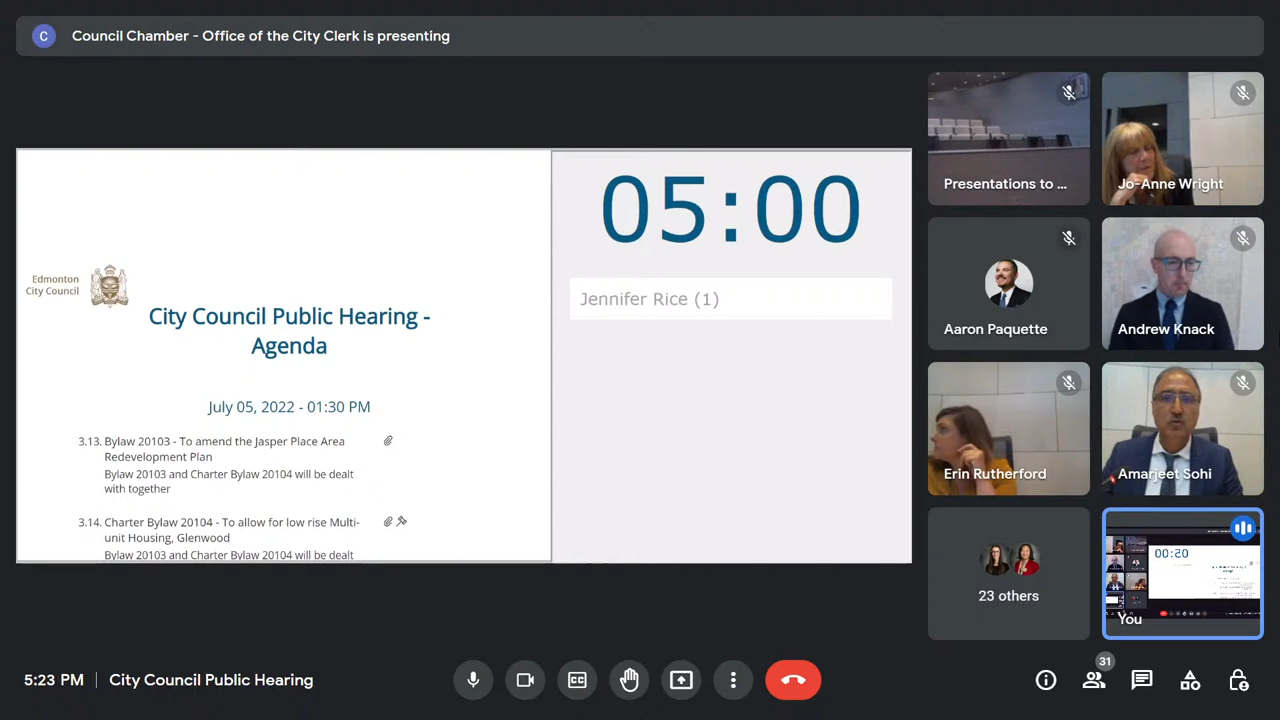 C
Council Chamber - Office of the City Clerk is presenting
Edmonton
City Council
City Council Public Hearing -
Agenda
July 05, 2022 - 01:30 PM
3.13. Bylaw 20103 - To amend the Jasper Place Area
Redevelopment Plan
Bylaw 20103 and Charter Bylaw 20104 will be dealt
with together
3.14. Charter Bylaw 20104 - To allow for low rise Multi-
unit Housing, Glenwood
Bylaw 20103 and Charter Bylaw 20104 will be dealt
05:00
Jennifer Rice (1)
Presentations to ...
Jo-Anne Wright
Aaron Paquette
Andrew Knack
Erin Rutherford
Amarjeet Sohi
23 others
00:50
You
5:23 PM | City Council Public Hearing
31